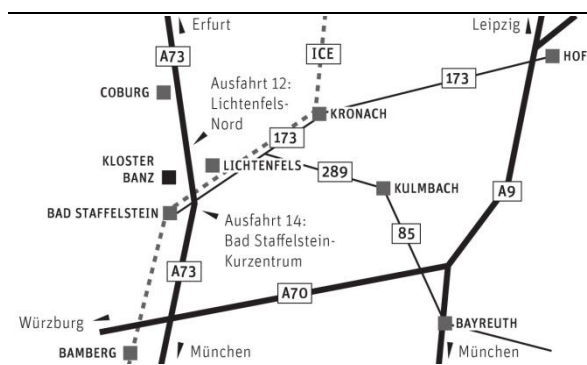 Erfurt
Leipzig
A73
ICE
HOF
Ausfahrt 12:
Lichtenfels-
Nord
173
COBURG
KRONACH
173
KLOSTER
BANZ
LICHTENFELS
289
KULMBACH
A9
BAD STAFFELSTEIN
Ausfahrt 14:
Bad Staffelstein-
Kurzentrum
85
A73
A70
Würzburg
BAYREUTH
BAMBERG
München
München